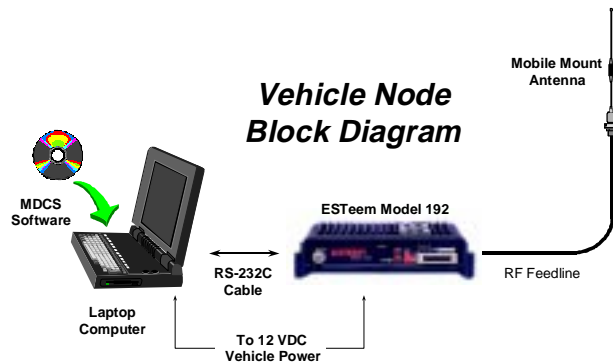 Mobile Mount
Antenna
Vehicle Node
Block Diagram
MDCS
Software
ESTeem Model 192
RS-232C
Cable
RF Feedline
Laptop
Computer
To 12 VDC
Vehicle Power